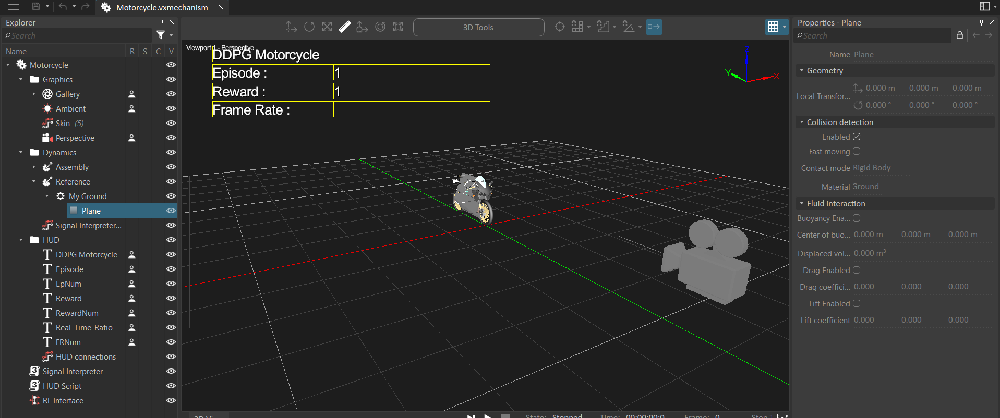 Motorcycle.vxmechanism
Explorer
Search
Name R S C V
Motorcycle
Graphics
Gallery
Ambient
Skin (5)
Perspective
Dynamics
Assembly
Reference
My Ground
Plane
Signal Interpreter...
HUD
DDPG Motorcycle
Episode
EpNum
Reward
RewardNum
Real_Time_Ratio
FRNum
HUD connections
Signal Interpreter
HUD Script
RL Interface
3D Tools
Viewport 1 - Perspective
DDPG Motorcycle
Episode : 1
Reward : 1
Frame Rate :
Z
Y
X
State: Stopped Time: 00:00:00:0 Frame: 0
Properties - Plane
Search
Name Plane
Geometry
Local Transfor...
0.000 m 0.000 m 0.000 m
0.000 ° 0.000 ° 0.000 °
Collision detection
Enabled
Fast moving
Contact mode Rigid Body
Material Ground
Fluid interaction
Buoyancy Ena...
Center of buo... 0.000 m 0.000 m 0.000 m
Displaced vol... 0.000 m³
Drag Enabled
Drag coeffici... 0.000 0.000 0.000
Lift Enabled
Lift coefficient 0.000 0.000 0.000